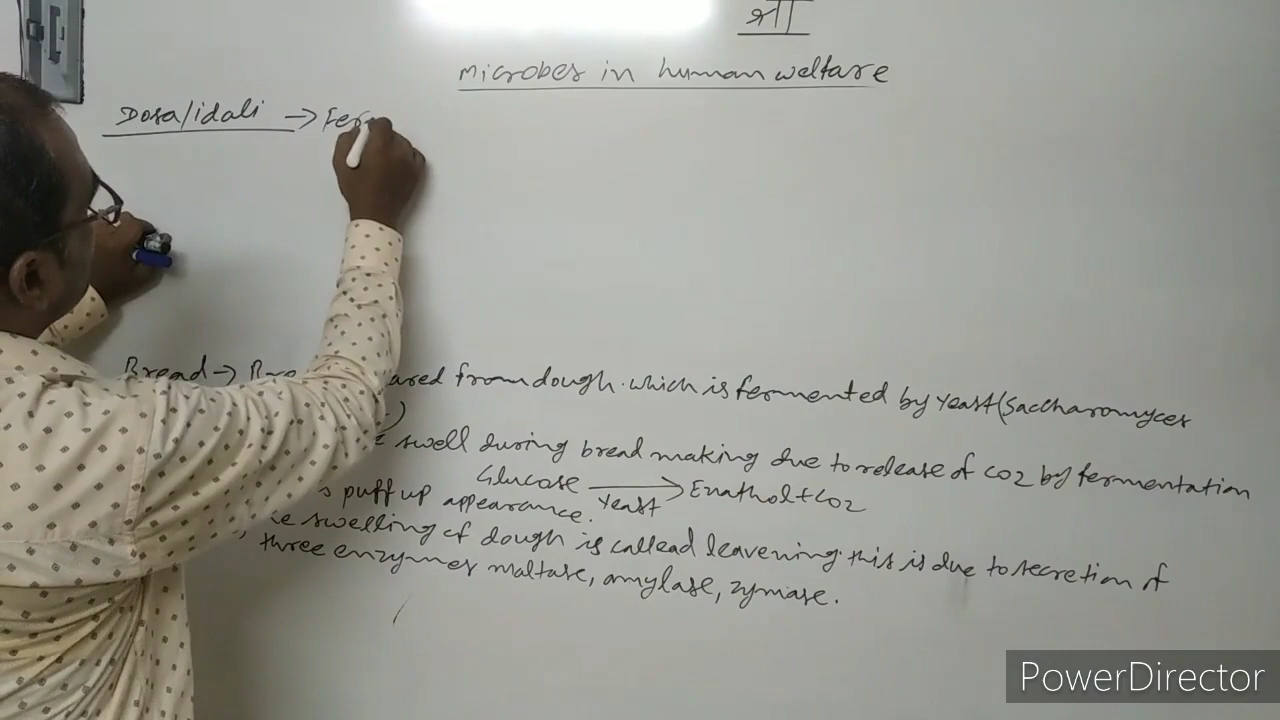 श्री
Microbes in human welfare
Dosa/idali → Fer
Bread → ared from dough. which is fermented by yeast (Saccharomyces
)
swell during bread making due to release of CO2 by fermentation
puff up appearance. Glucose → Yeast Enathol + CO2
swelling of dough is callead leavening. this is due to secretion of
three enzymes maltase, amylase, zymase.
PowerDirector